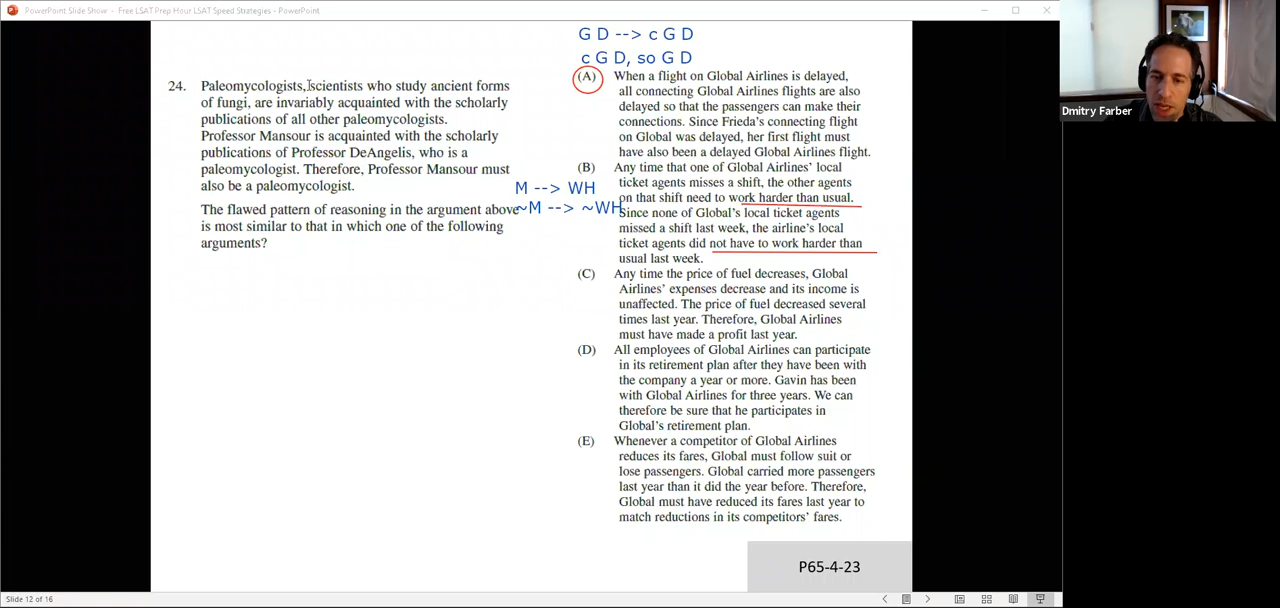 PowerPoint Slide Show - Free LSAT Prep Hour LSAT Speed Strategies - PowerPoint
G D --> c G D
c G D, so G D
24. Paleomycologists, scientists who study ancient forms
of fungi, are invariably acquainted with the scholarly
publications of all other paleomycologists.
Professor Mansour is acquainted with the scholarly
publications of Professor DeAngelis, who is a
paleomycologist. Therefore, Professor Mansour must
also be a paleomycologist.
The flawed pattern of reasoning in the argument above
is most similar to that in which one of the following
arguments?
M --> WH
~M --> ~WH
(A) When a flight on Global Airlines is delayed,
all connecting Global Airlines flights are also
delayed so that the passengers can make their
connections. Since Frieda's connecting flight
on Global was delayed, her first flight must
have also been a delayed Global Airlines flight.
(B) Any time that one of Global Airlines' local
ticket agents misses a shift, the other agents
on that shift need to work harder than usual.
Since none of Global's local ticket agents
missed a shift last week, the airline's local
ticket agents did not have to work harder than
usual last week.
(C) Any time the price of fuel decreases, Global
Airlines' expenses decrease and its income is
unaffected. The price of fuel decreased several
times last year. Therefore, Global Airlines
must have made a profit last year.
(D) All employees of Global Airlines can participate
in its retirement plan after they have been with
the company a year or more. Gavin has been
with Global Airlines for three years. We can
therefore be sure that he participates in
Global's retirement plan.
(E) Whenever a competitor of Global Airlines
reduces its fares, Global must follow suit or
lose passengers. Global carried more passengers
last year than it did the year before. Therefore,
Global must have reduced its fares last year to
match reductions in its competitors' fares.
P65-4-23
Dmitry Farber
Slide 12 of 16